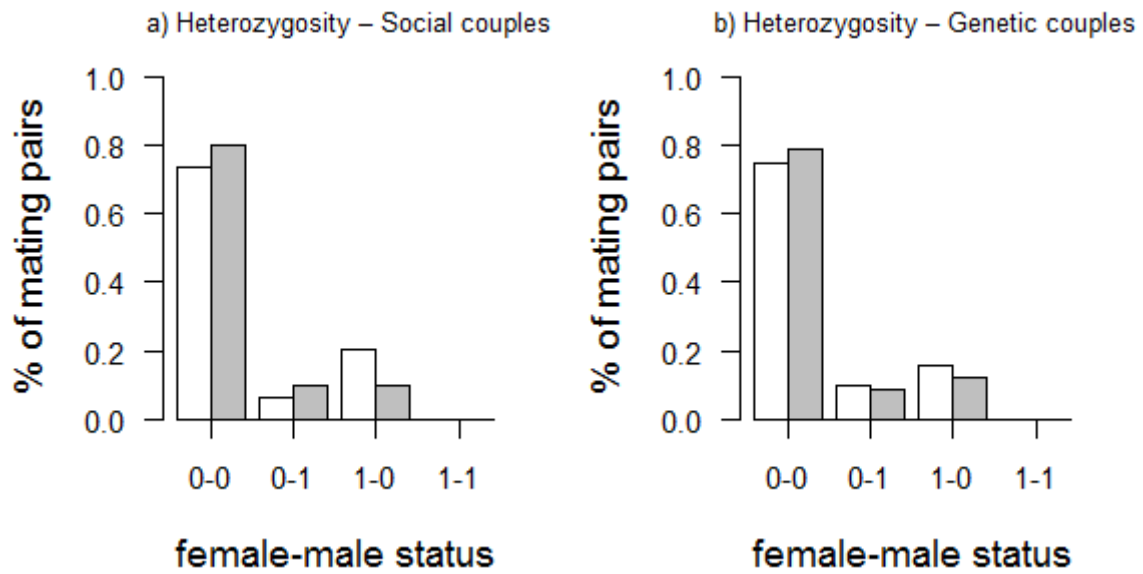 a) Heterozygosity – Social couples
% of mating pairs
1.0
0.8
0.6
0.4
0.2
0.0
0-0 0-1 1-0 1-1
female-male status
b) Heterozygosity – Genetic couples
% of mating pairs
1.0
0.8
0.6
0.4
0.2
0.0
0-0 0-1 1-0 1-1
female-male status